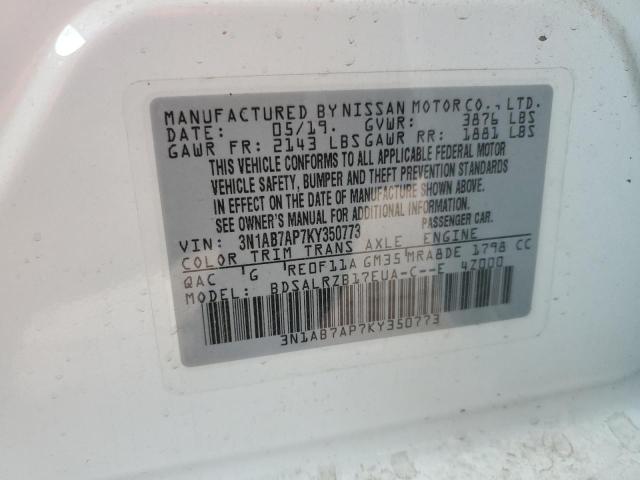 MANUFACTURED BY NISSAN MOTOR CO., LTD.
DATE: 05/19. GVWR: 3876 LBS
GAWR FR: 2143 LBS GAWR RR: 1881 LBS
THIS VEHICLE CONFORMS TO ALL APPLICABLE FEDERAL MOTOR
VEHICLE SAFETY, BUMPER AND THEFT PREVENTION STANDARDS
IN EFFECT ON THE DATE OF MANUFACTURE SHOWN ABOVE.
SEE OWNER'S MANUAL FOR ADDITIONAL INFORMATION.
VIN: 3N1AB7AP7KY350773 PASSENGER CAR.
COLOR TRIM TRANS AXLE ENGINE
QAC G RE0F11A GM35 MRA8DE 1798 CC
MODEL: BDSALRZB17EUA-C--E 4Z000
3N1AB7AP7KY350773